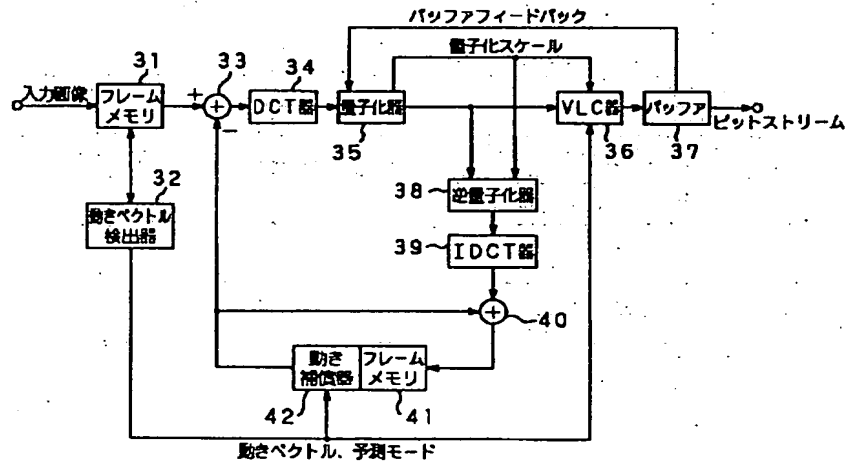 バッファフィードバック
量子化スケール
31
33
34
入力画像
フレーム
メモリ
+
+
−
DCT器
量子化器
35
VLC器
36
バッファ
37
ビットストリーム
32
動きベクトル
検出器
38
逆量子化器
39
IDCT器
+
40
動き
補償器
フレーム
メモリ
42
41
動きベクトル、予測モード